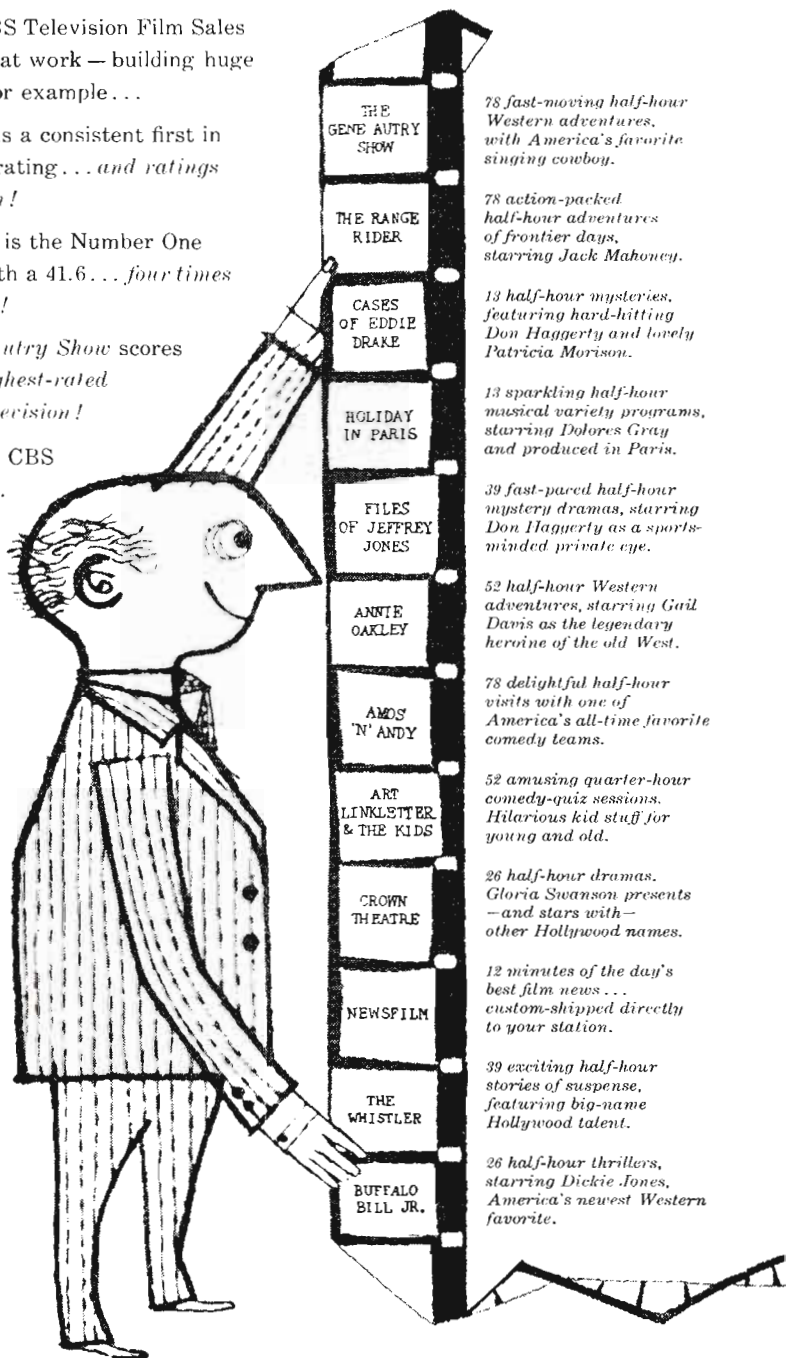 S Television Film Sales
at work — building huge
or example...
s a consistent first in
rating... and ratings
!
is the Number One
th a 41.6... four times
!
utry Show scores
ghest-rated
evision!
CBS
.
THE
GENE AUTRY
SHOW
78 fast-moving half-hour
Western adventures,
with America's favorite
singing cowboy.
THE RANGE
RIDER
78 action-packed
half-hour adventures
of frontier days,
starring Jack Mahoney.
CASES
OF EDDIE
DRAKE
13 half-hour mysteries,
featuring hard-hitting
Don Haggerty and lovely
Patricia Morison.
HOLIDAY
IN PARIS
13 sparkling half-hour
musical variety programs,
starring Dolores Gray
and produced in Paris.
FILES
OF JEFFREY
JONES
39 fast-paced half-hour
mystery dramas, starring
Don Haggerty as a sports-
minded private eye.
ANNIE
OAKLEY
52 half-hour Western
adventures, starring Gail
Davis as the legendary
heroine of the old West.
AMOS
'N' ANDY
78 delightful half-hour
visits with one of
America's all-time favorite
comedy teams.
ART
LINKLETTER
& THE KIDS
52 amusing quarter-hour
comedy-quiz sessions.
Hilarious kid stuff for
young and old.
CROWN
THEATRE
26 half-hour dramas.
Gloria Swanson presents
—and stars with—
other Hollywood names.
NEWSFILM
12 minutes of the day's
best film news...
custom-shipped directly
to your station.
THE
WHISTLER
39 exciting half-hour
stories of suspense,
featuring big-name
Hollywood talent.
BUFFALO
BILL JR.
26 half-hour thrillers,
starring Dickie Jones,
America's newest Western
favorite.